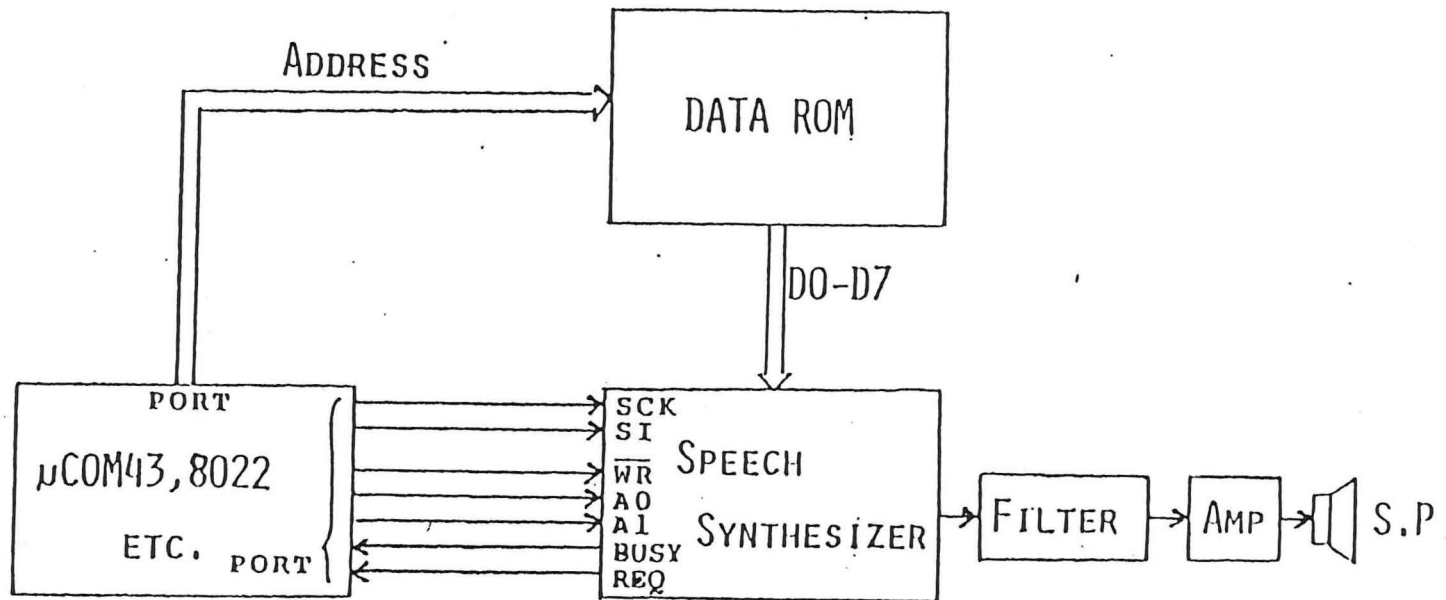 ADDRESS
DATA ROM
D0-D7
PORT
μCOM43,8022
ETC.
PORT
SCK
SI
WR
A0
A1
BUSY
REQ
SPEECH
SYNTHESIZER
FILTER
AMP
S.P